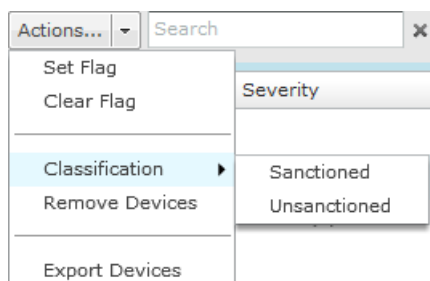 Actions... Search
Set Flag
Clear Flag
Severity
Classification
Sanctioned
Remove Devices
Unsanctioned
Export Devices